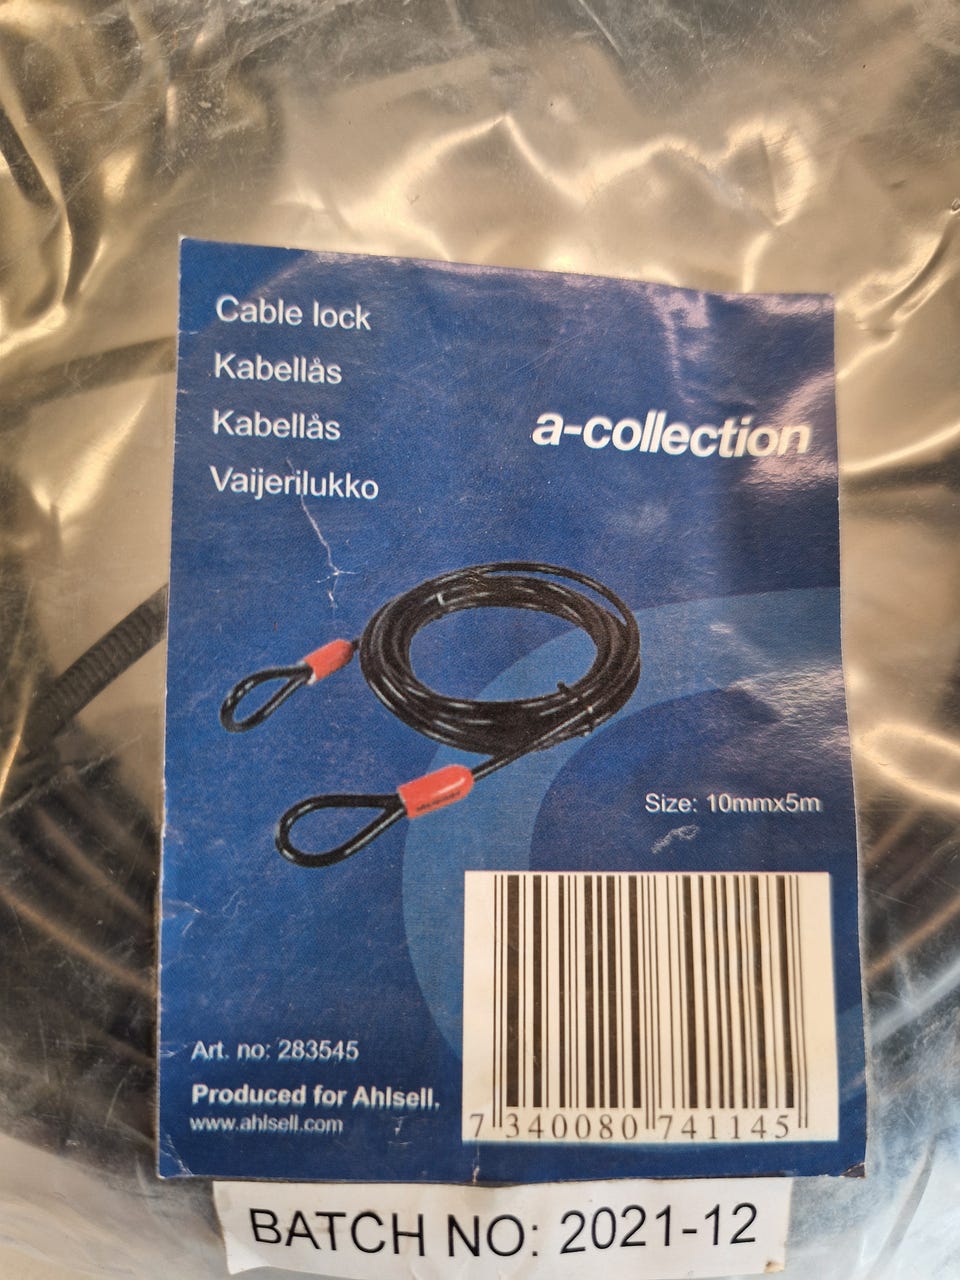 Cable lock
Kabellås
Kabellås
Vaijerilukko
a-collection
Size: 10mmx5m
Art. no: 283545
Produced for Ahlsell.
www.ahlsell.com
7 340080 741145
BATCH NO: 2021-12